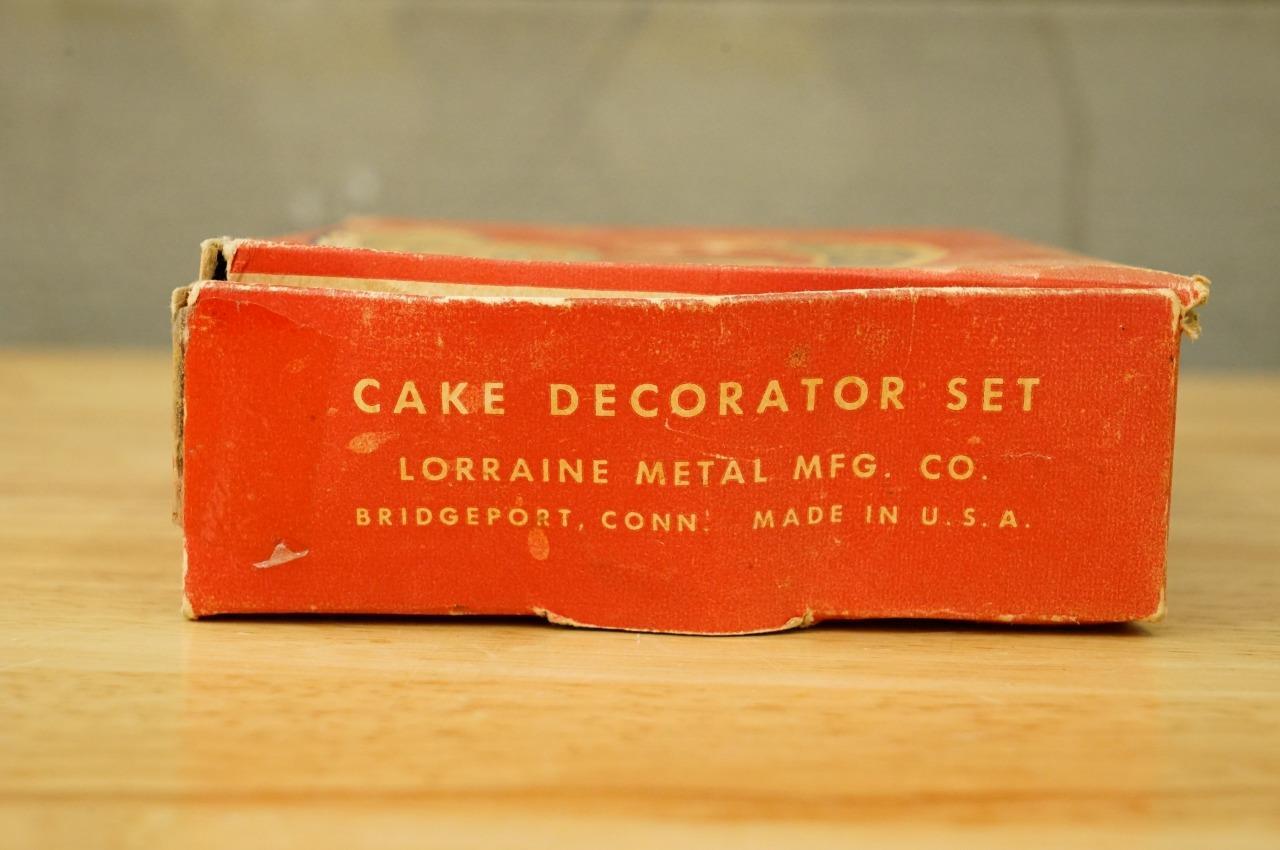 CAKE DECORATOR SET
LORRAINE METAL MFG. CO.
BRIDGEPORT, CONN. MADE IN U.S.A.